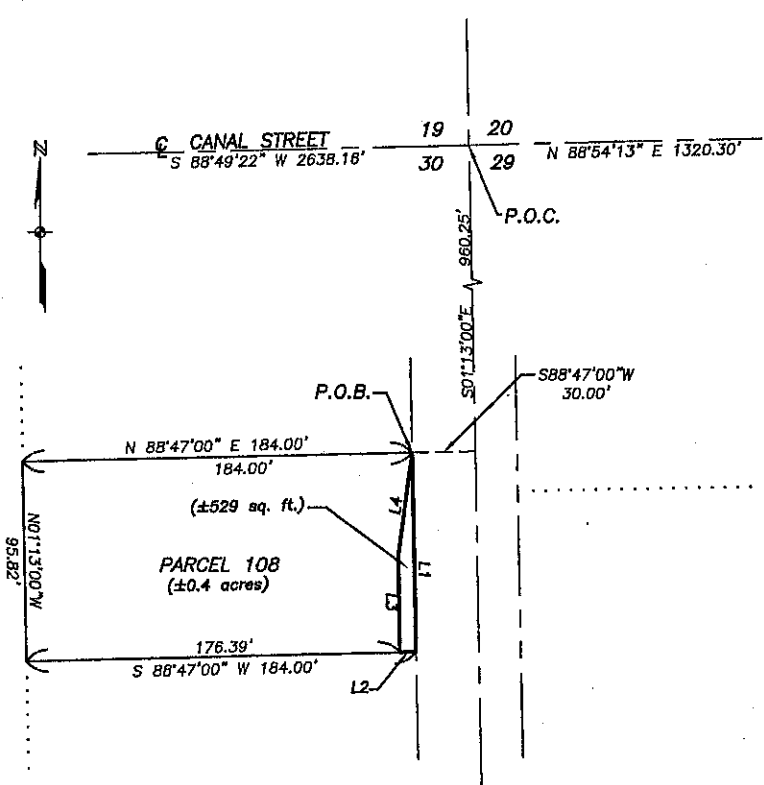 ℄ CANAL STREET
S 88°49'22" W 2638.16'
19 20
30 29
N 88°54'13" E 1320.30'
N
P.O.C.
S01°13'00"E 960.25'
S88°47'00"W
30.00'
P.O.B.
N 88°47'00" E 184.00'
184.00'
(±529 sq. ft.)
L4
L1
N01°13'00"W
95.82'
PARCEL 108
(±0.4 acres)
L3
176.39'
S 86°47'00" W 184.00'
L2